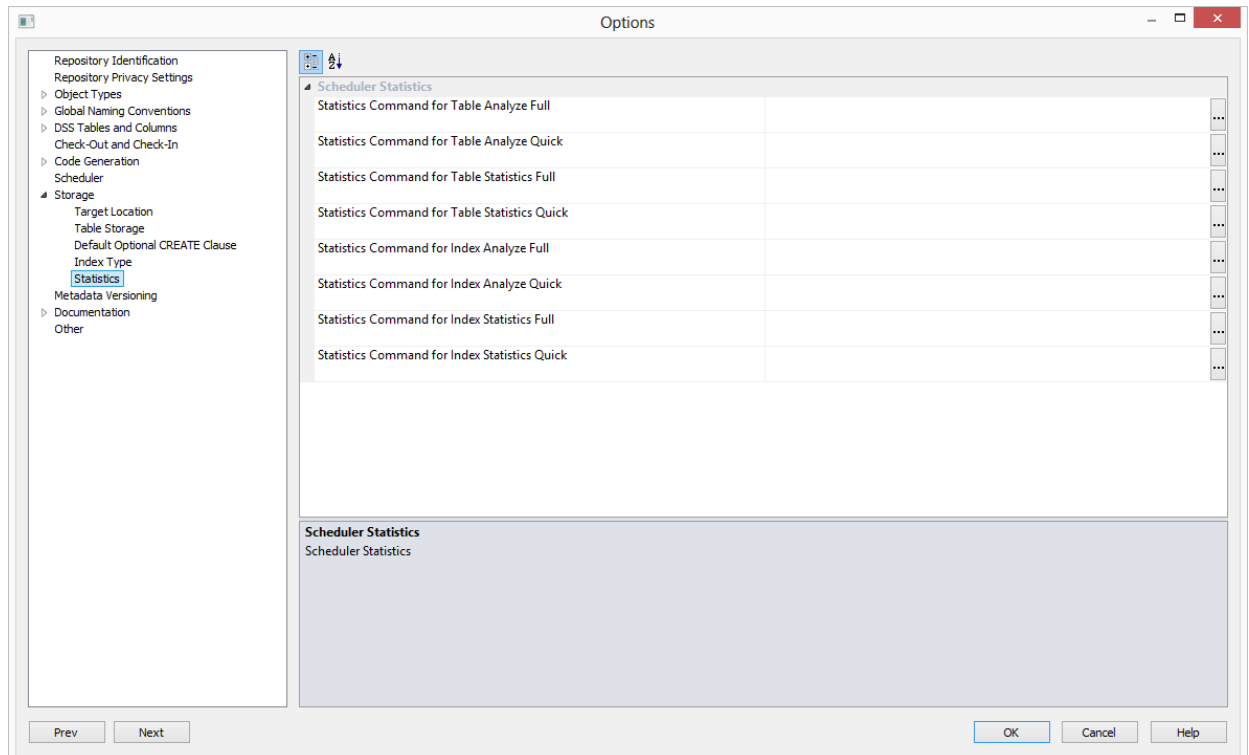 Options
Repository Identification
Repository Privacy Settings
Object Types
Global Naming Conventions
DSS Tables and Columns
Check-Out and Check-In
Code Generation
Scheduler
Storage
Target Location
Table Storage
Default Optional CREATE Clause
Index Type
Statistics
Metadata Versioning
Documentation
Other
Scheduler Statistics
Statistics Command for Table Analyze Full
...
Statistics Command for Table Analyze Quick
...
Statistics Command for Table Statistics Full
...
Statistics Command for Table Statistics Quick
...
Statistics Command for Index Analyze Full
...
Statistics Command for Index Analyze Quick
...
Statistics Command for Index Statistics Full
...
Statistics Command for Index Statistics Quick
...
Scheduler Statistics
Scheduler Statistics
Prev Next OK Cancel Help